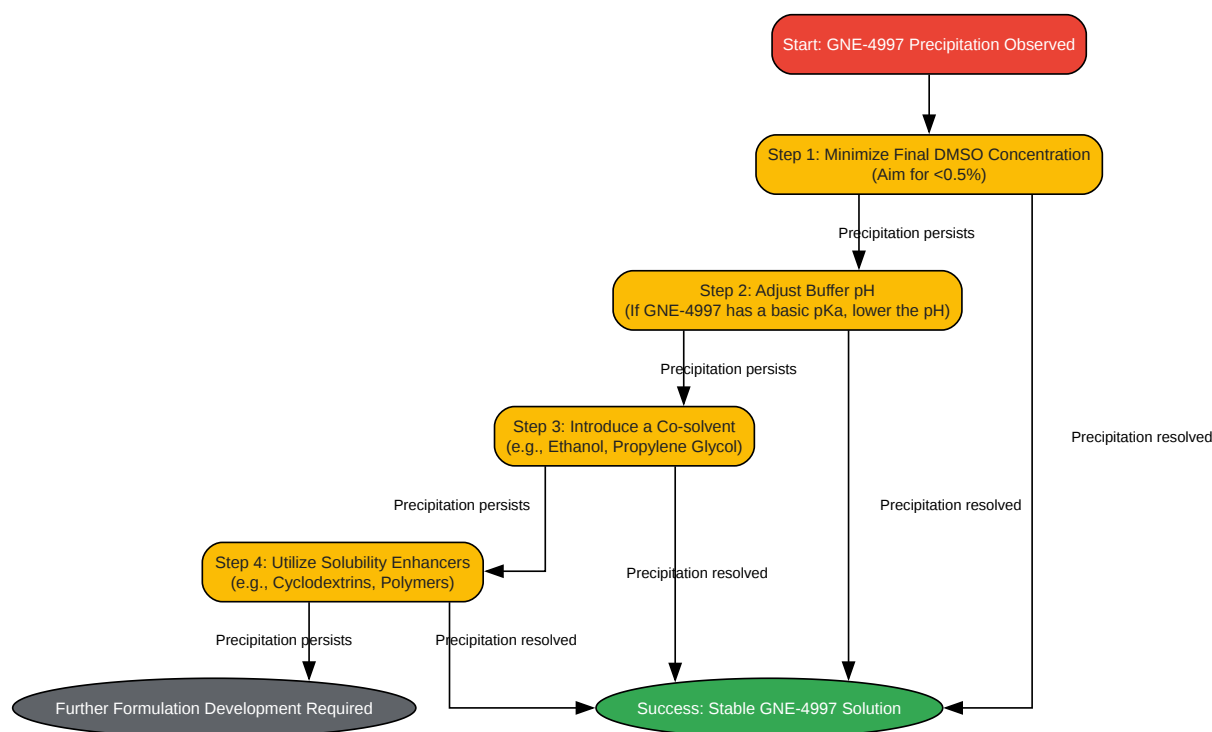 Start: GNE-4997 Precipitation Observed
Step 1: Minimize Final DMSO Concentration
(Aim for <0.5%)
Precipitation persists
Step 2: Adjust Buffer pH
(If GNE-4997 has a basic pKa, lower the pH)
Precipitation persists
Step 3: Introduce a Co-solvent
(e.g., Ethanol, Propylene Glycol)
Precipitation resolved
Precipitation persists
Precipitation resolved
Step 4: Utilize Solubility Enhancers
(e.g., Cyclodextrins, Polymers)
Precipitation resolved
Precipitation persists
Precipitation resolved
Further Formulation Development Required
Success: Stable GNE-4997 Solution